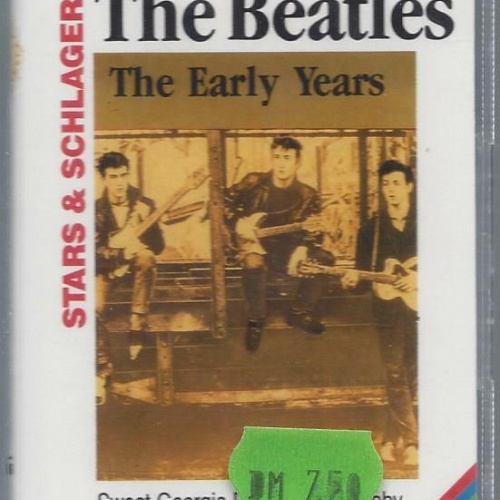 The Beatles
The Early Years
STARS & SCHLAGER
Sweet Georgia
DM 7.50